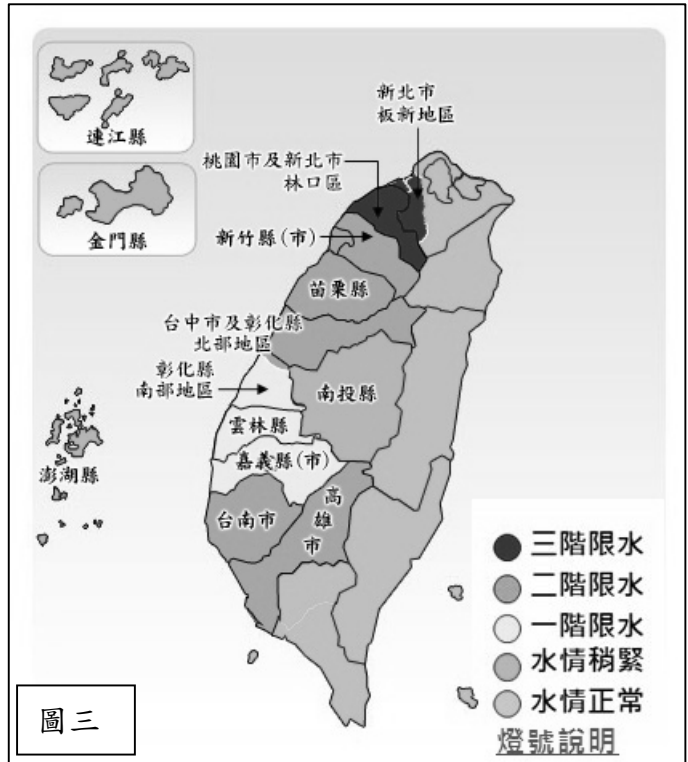 連江縣
金門縣
新北市
板新地區
桃園市及新北市
林口區
新竹縣(市)
苗栗縣
台中市及彰化縣
北部地區
彰化縣
南部地區
南投縣
雲林縣
嘉義縣(市)
澎湖縣
台南市
高雄市
三階限水
二階限水
一階限水
水情稍緊
水情正常
燈號說明
圖三